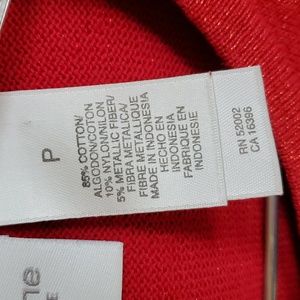 P
85% COTTON/
ALGODON/COTON
10% NYLON/NILON
5% METALLIC FIBER/
FIBRA METALICA/
FIBRE METALLIQUE
MADE IN INDONESIA
HECHO EN
INDONESIA
FABRIQUE EN
INDONESIE
RN 52002
CA 16396